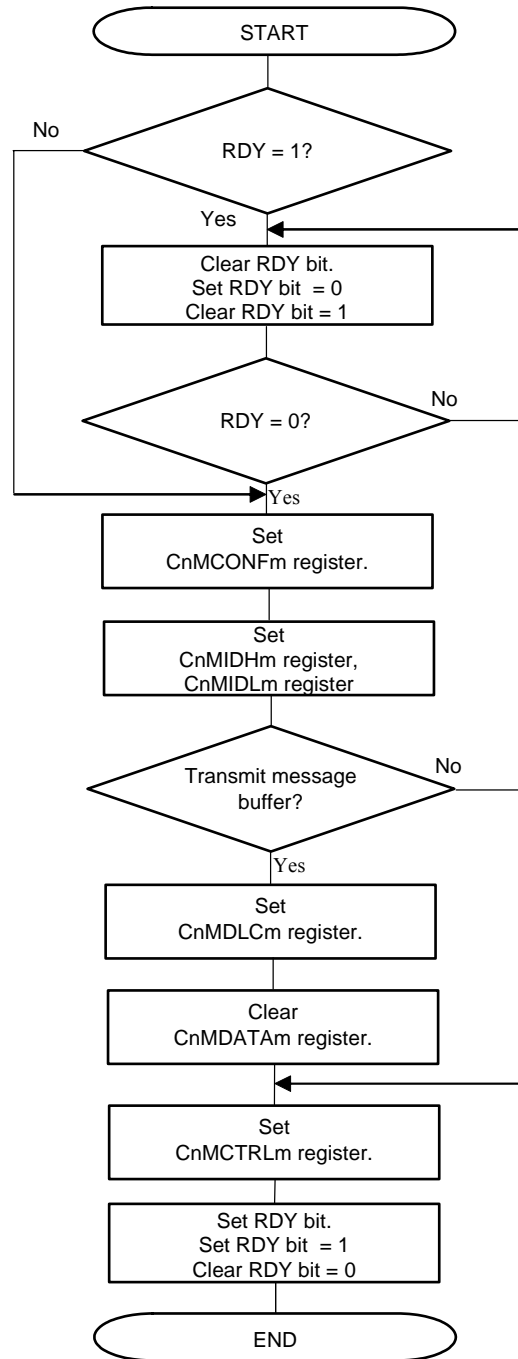 START
No
RDY = 1?
Yes
Clear RDY bit.
Set RDY bit = 0
Clear RDY bit = 1
RDY = 0?
No
Yes
Set
CnMCONFm register.
Set
CnMIDHm register,
CnMIDLm register
Transmit message
buffer?
No
Yes
Set
CnMDLCm register.
Clear
CnMDATAm register.
Set
CnMCTRLm register.
Set RDY bit.
Set RDY bit = 1
Clear RDY bit = 0
END